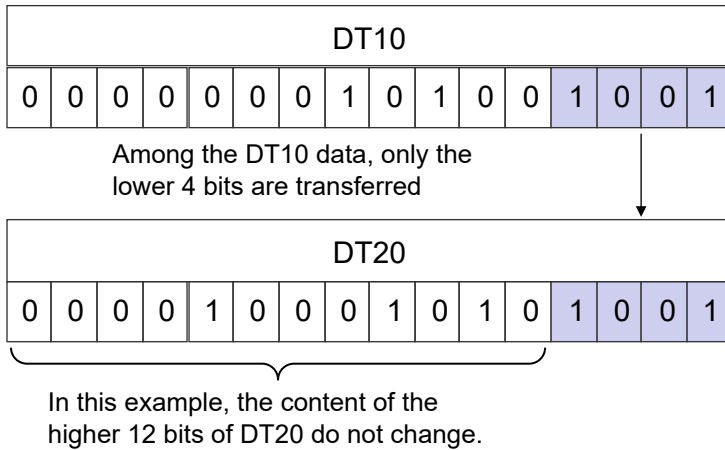 DT10
0 0 0 0 0 0 0 1 0 1 0 0 1 0 0 1
Among the DT10 data, only the
lower 4 bits are transferred
DT20
0 0 0 0 1 0 0 0 1 0 1 0 1 0 0 1
In this example, the content of the
higher 12 bits of DT20 do not change.